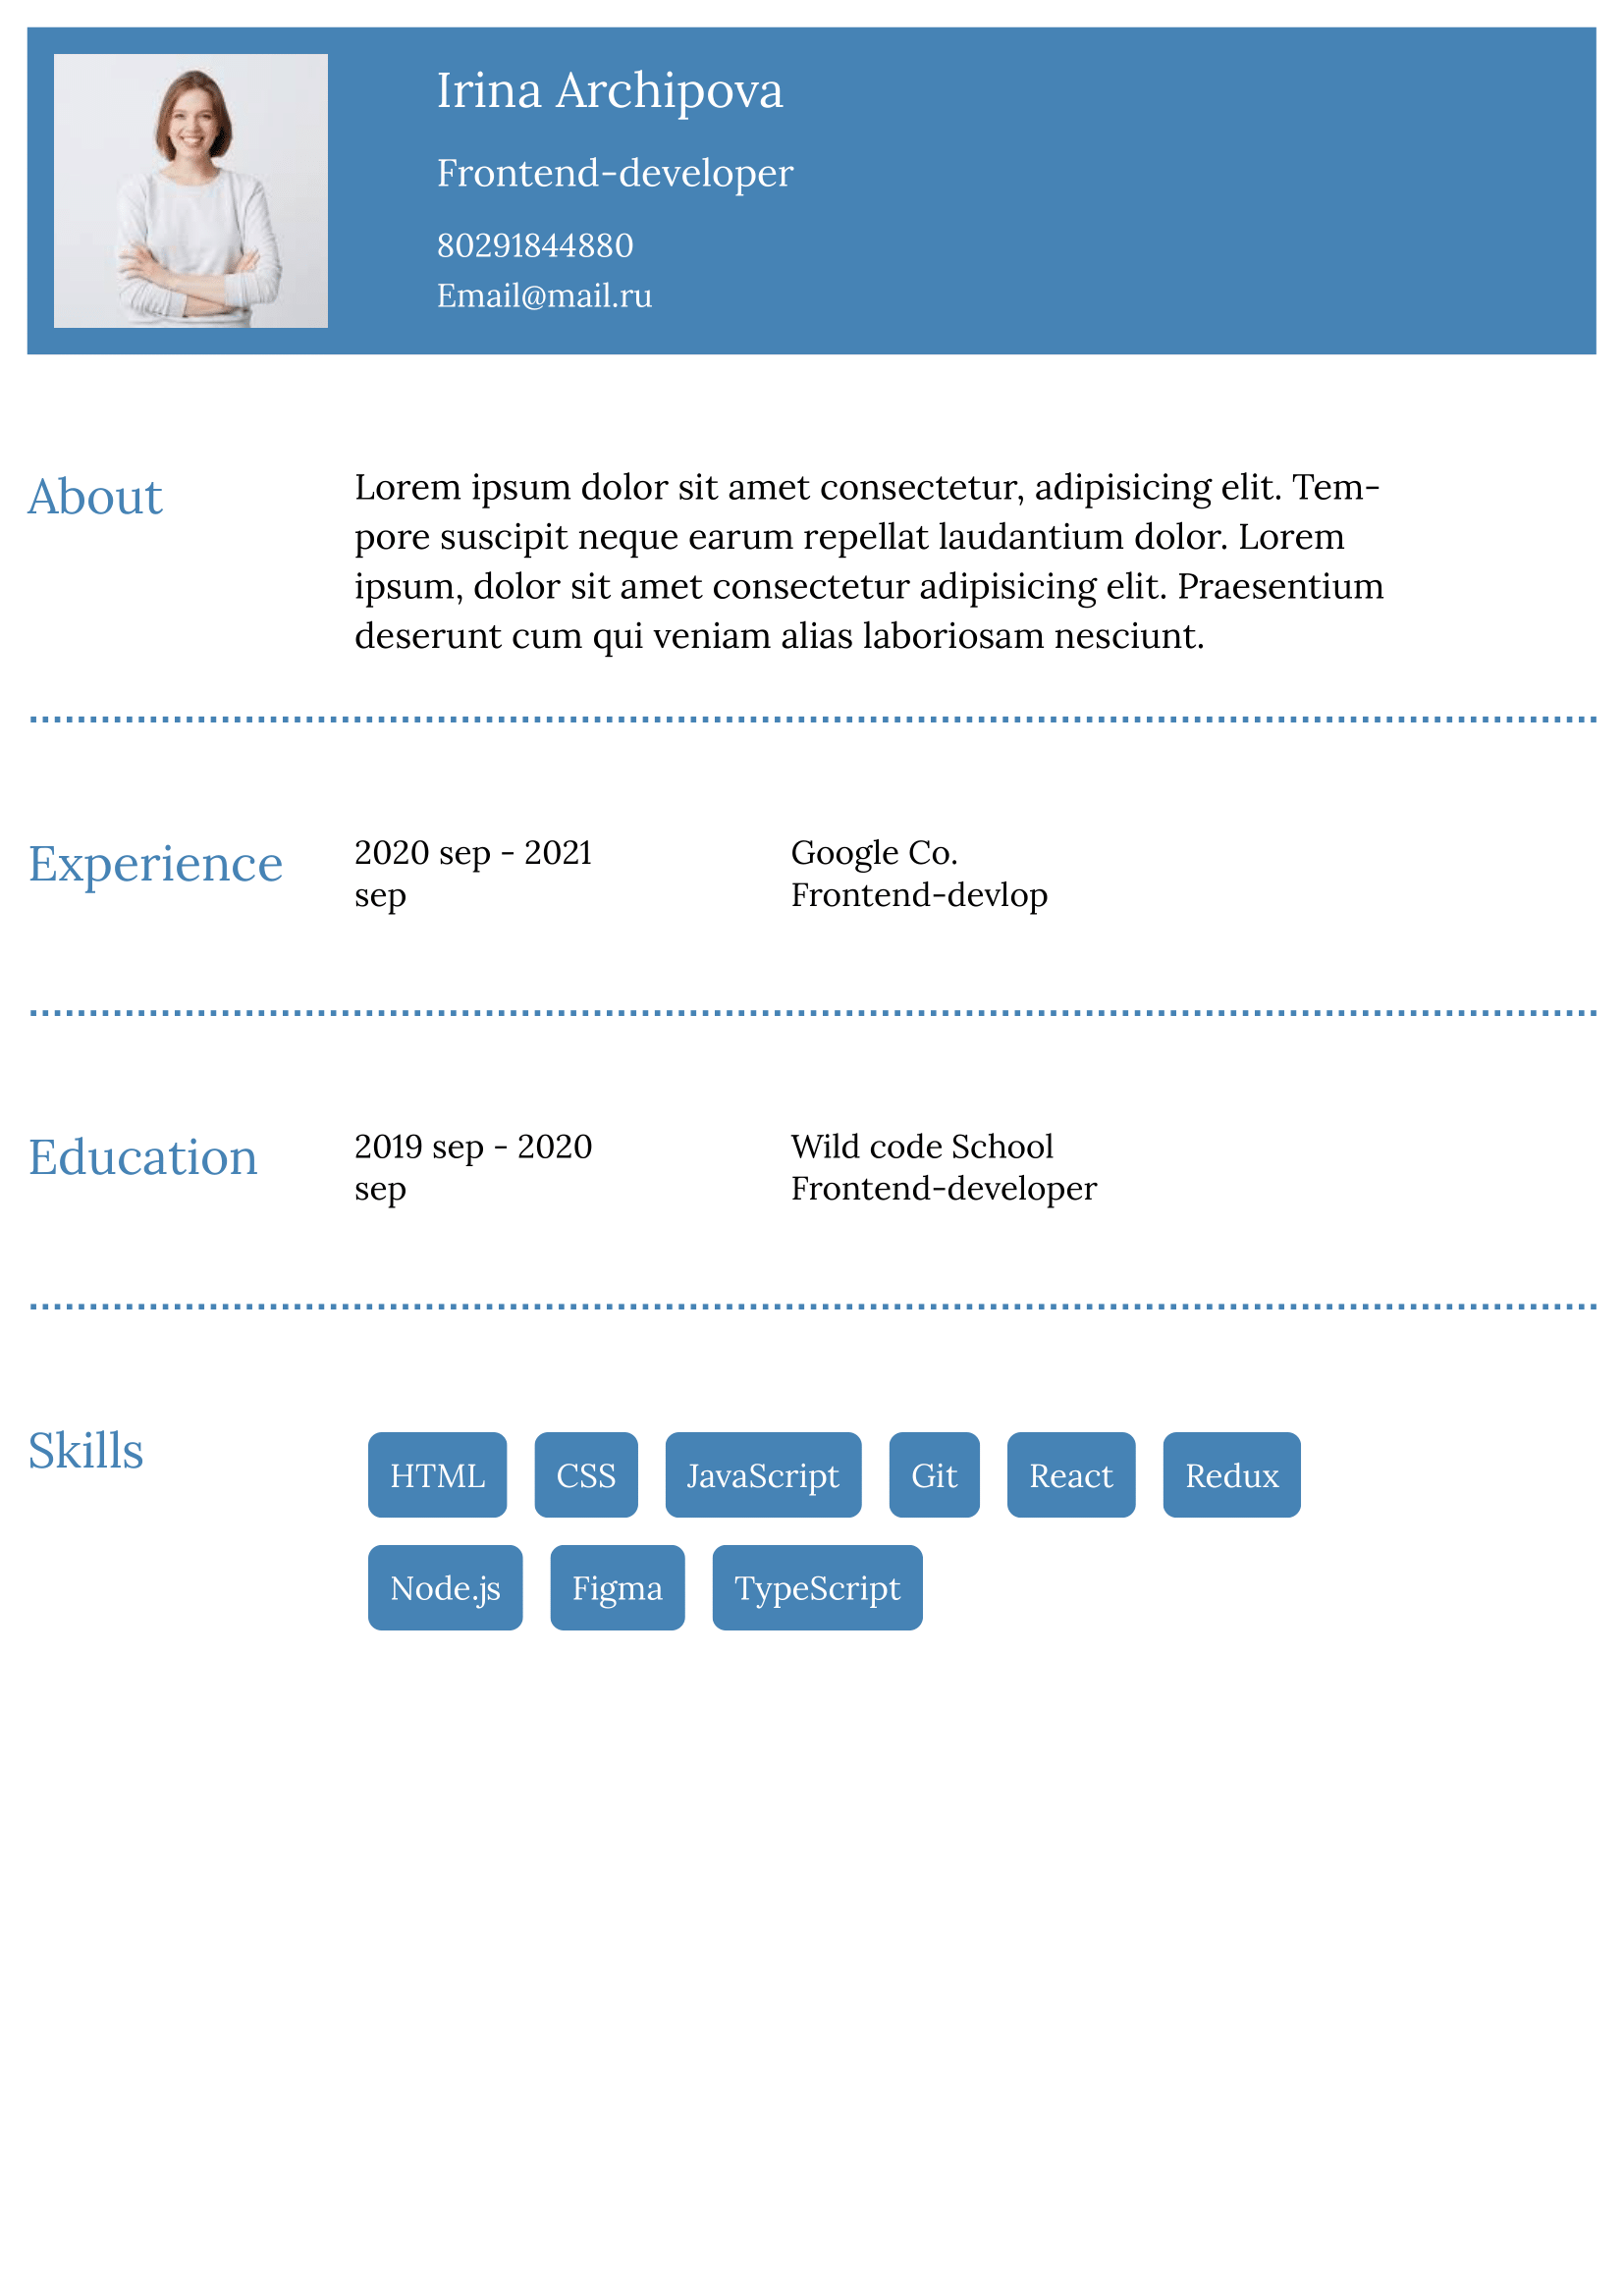 Irina Archipova
Frontend-developer
80291844880
Email@mail.ru
About
Lorem ipsum dolor sit amet consectetur, adipisicing elit. Tem-
pore suscipit neque earum repellat laudantium dolor. Lorem
ipsum, dolor sit amet consectetur adipisicing elit. Praesentium
deserunt cum qui veniam alias laboriosam nesciunt.
Experience
2020 sep - 2021
sep
Google Co.
Frontend-devlop
Education
2019 sep - 2020
sep
Wild code School
Frontend-developer
Skills
HTML CSS JavaScript Git React Redux
Node.js Figma TypeScript